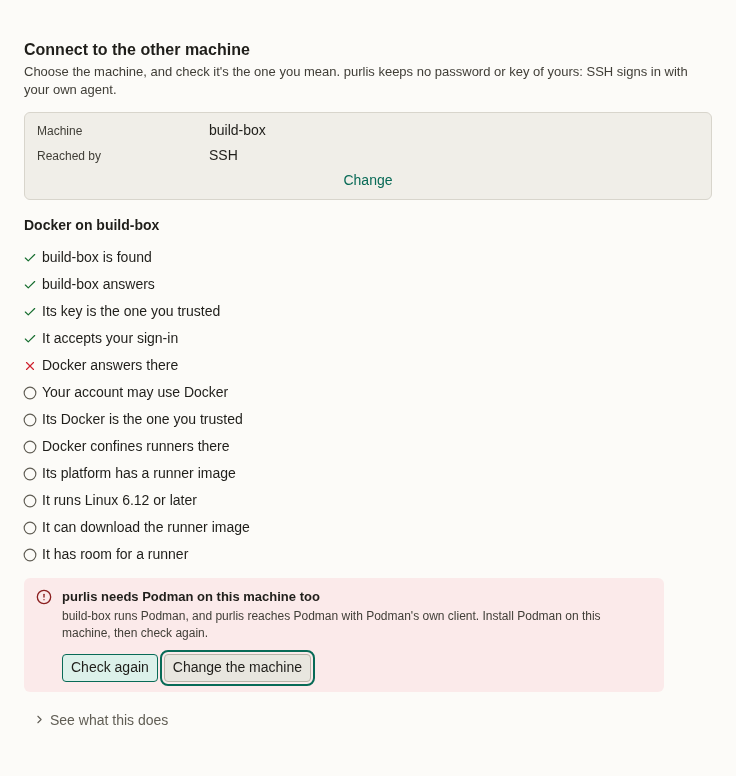 Connect to the other machine
Choose the machine, and check it's the one you mean. purlis keeps no password or key of yours: SSH signs in with
your own agent.
Machine build-box
Reached by SSH
Change
Docker on build-box
build-box is found
build-box answers
Its key is the one you trusted
It accepts your sign-in
Docker answers there
Your account may use Docker
Its Docker is the one you trusted
Docker confines runners there
Its platform has a runner image
It runs Linux 6.12 or later
It can download the runner image
It has room for a runner
purlis needs Podman on this machine too
build-box runs Podman, and purlis reaches Podman with Podman's own client. Install Podman on this
machine, then check again.
Check again Change the machine
See what this does